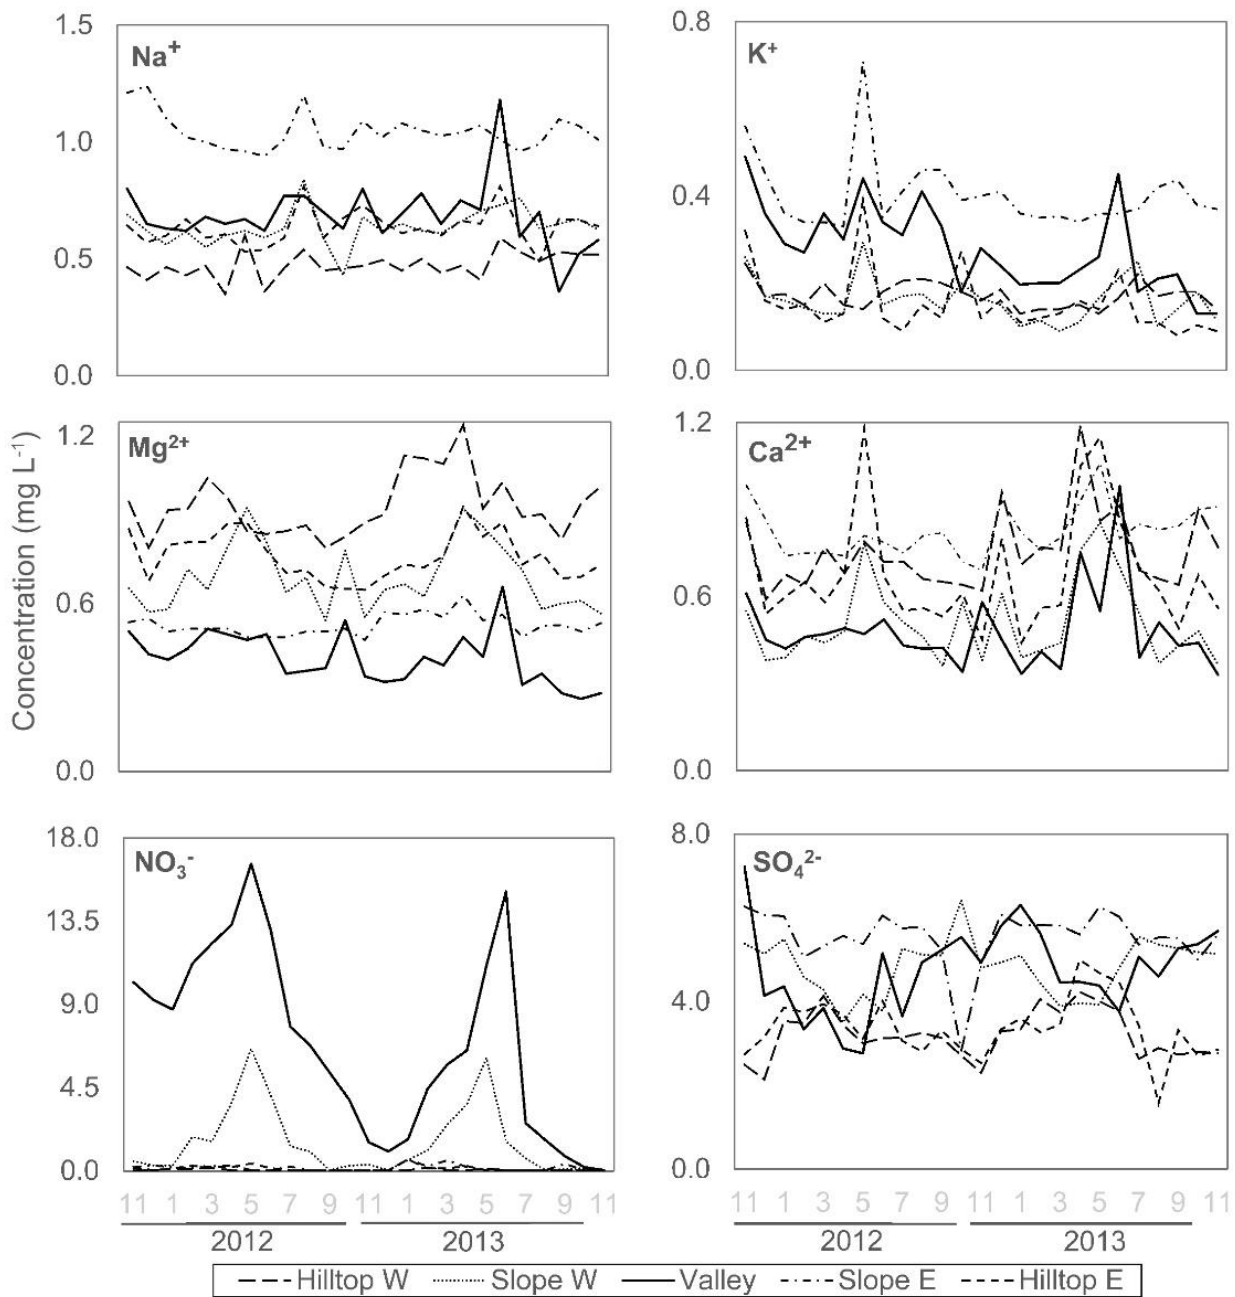 1.5
Na⁺
1.0
0.5
0.0
0.8
K⁺
0.4
0.0
Concentration (mg L⁻¹)
1.2
Mg²⁺
0.6
0.0
1.2
Ca²⁺
0.6
0.0
18.0
NO₃⁻
13.5
9.0
4.5
0.0
8.0
SO₄²⁻
4.0
0.0
11 1 3 5 7 9 11 1 3 5 7 9 11
2012 2013
11 1 3 5 7 9 11 1 3 5 7 9 11
2012 2013
Hilltop W Slope W Valley Slope E Hilltop E